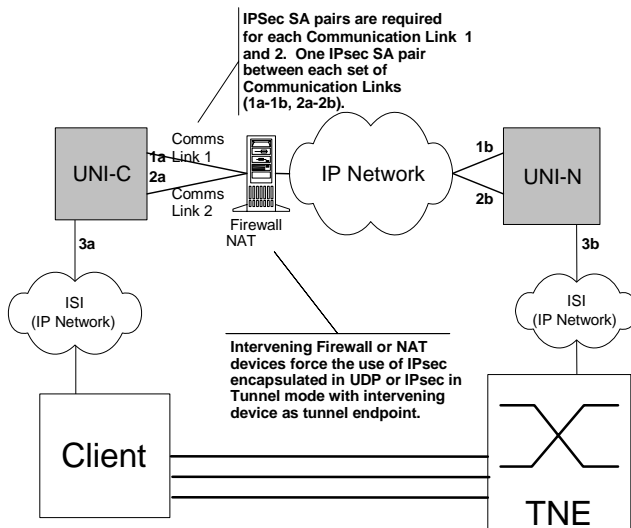 IPSec SA pairs are required
for each Communication Link 1
and 2. One IPsec SA pair
between each set of
Communication Links
(1a-1b, 2a-2b).
Comms
Link 1
1a
2a
Comms
Link 2
UNI-C
Firewall
NAT
IP Network
1b
2b
UNI-N
3a
3b
ISI
(IP Network)
ISI
(IP Network)
Intervening Firewall or NAT
devices force the use of IPsec
encapsulated in UDP or IPsec in
Tunnel mode with intervening
device as tunnel endpoint.
Client
TNE